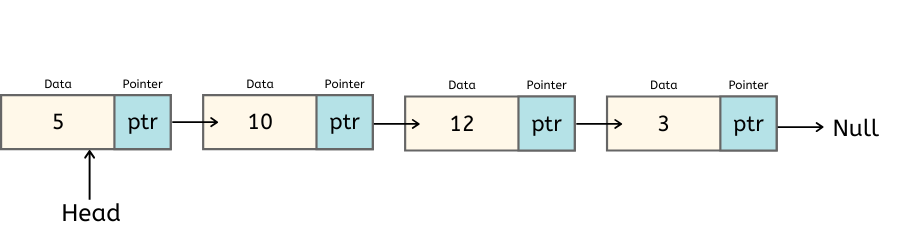 Data Pointer Data Pointer Data Pointer Data Pointer
5 ptr 10 ptr 12 ptr 3 ptr Null
Head